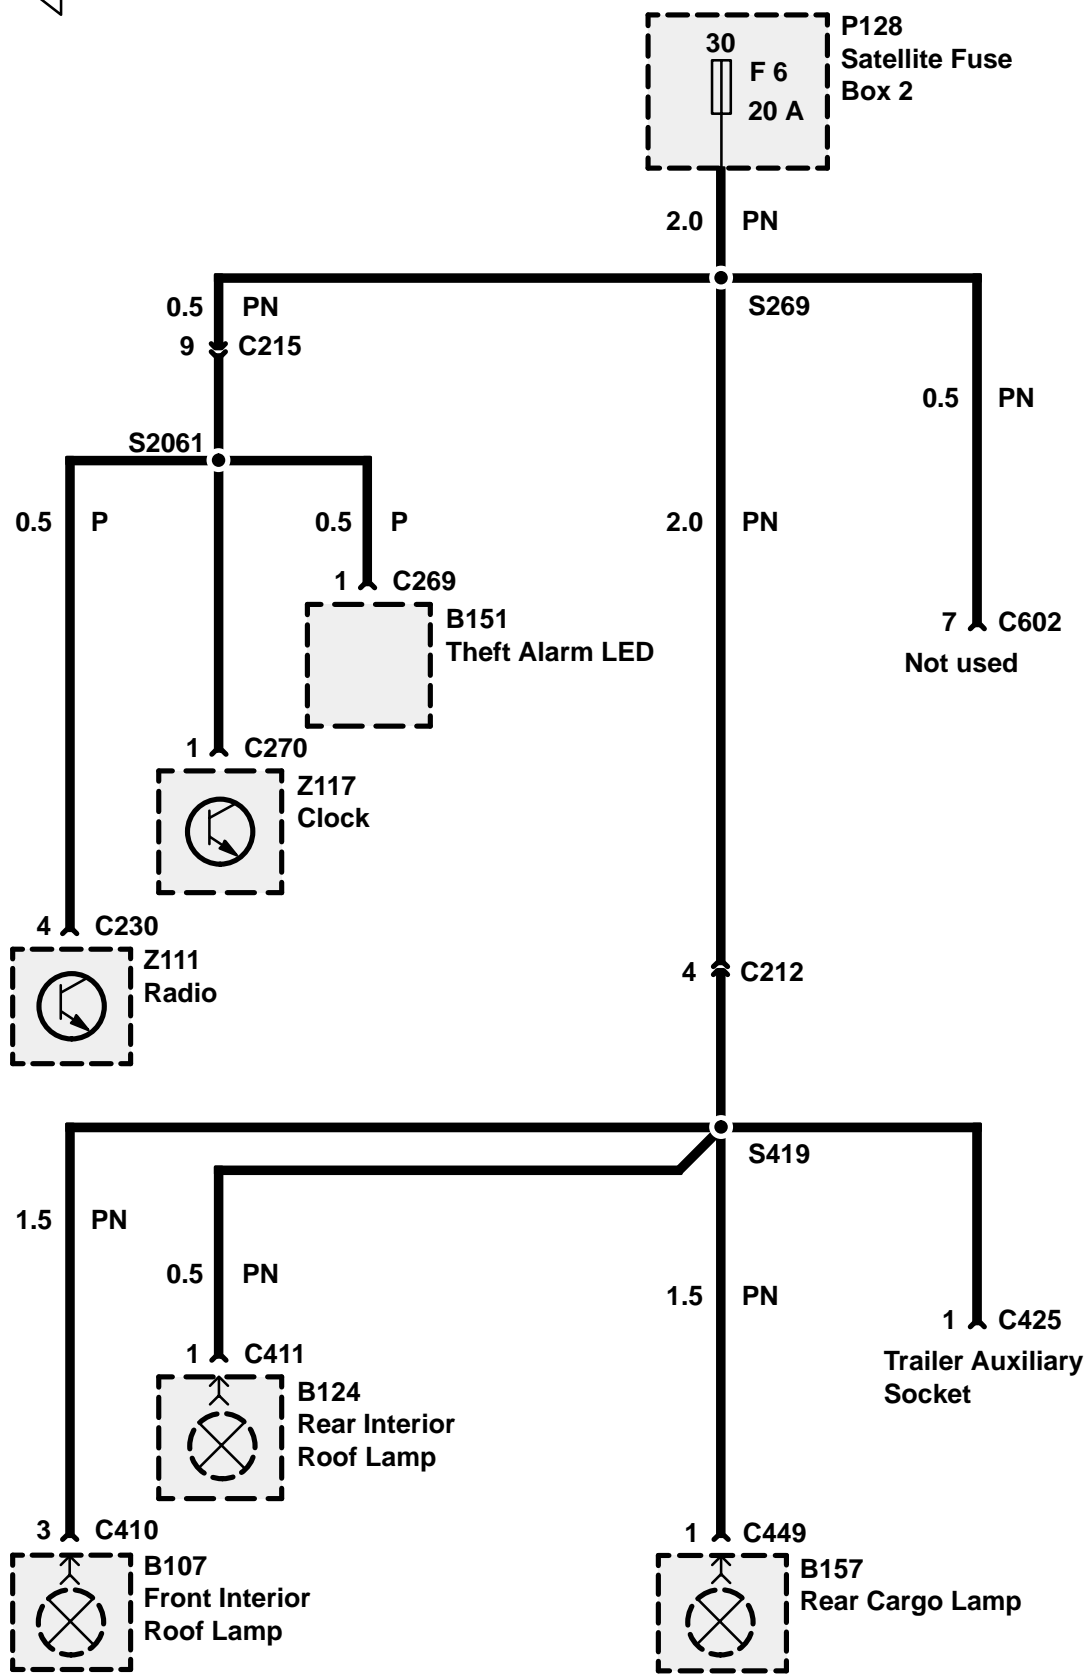 P128
30
Satellite Fuse
F 6
Box 2
20 A
2.0 PN
0.5 PN
S269
9 C215
0.5 PN
S2061
0.5 P
0.5 P
2.0 PN
1 C269
B151
7 C602
Theft Alarm LED
Not used
1 C270
Z117
Clock
4 C230
Z111
4 C212
Radio
S419
1.5 PN
0.5 PN
1.5 PN
1 C425
1 C411
Trailer Auxiliary
Socket
B124
Rear Interior
Roof Lamp
3 C410
1 C449
B107
Front Interior
Roof Lamp
B157
Rear Cargo Lamp